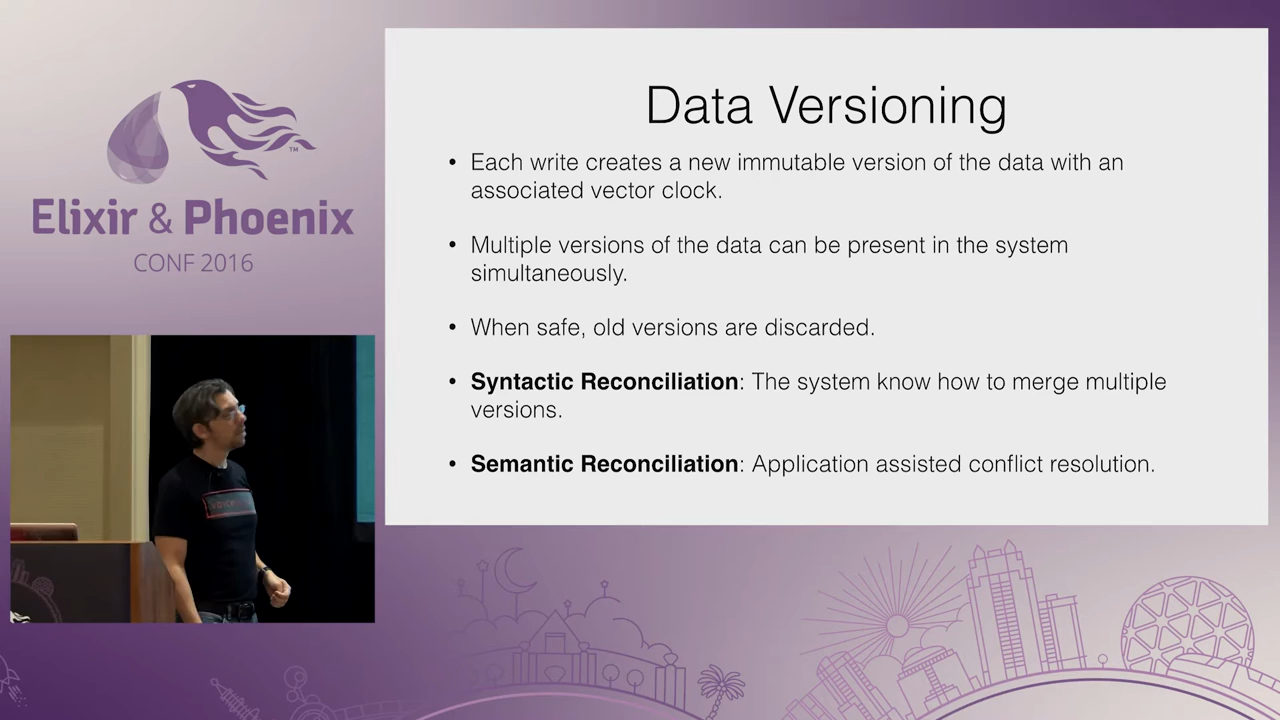 Elixir & Phoenix
CONF 2016
TM
Data Versioning
• Each write creates a new immutable version of the data with an
associated vector clock.
• Multiple versions of the data can be present in the system
simultaneously.
• When safe, old versions are discarded.
• Syntactic Reconciliation: The system know how to merge multiple
versions.
• Semantic Reconciliation: Application assisted conflict resolution.